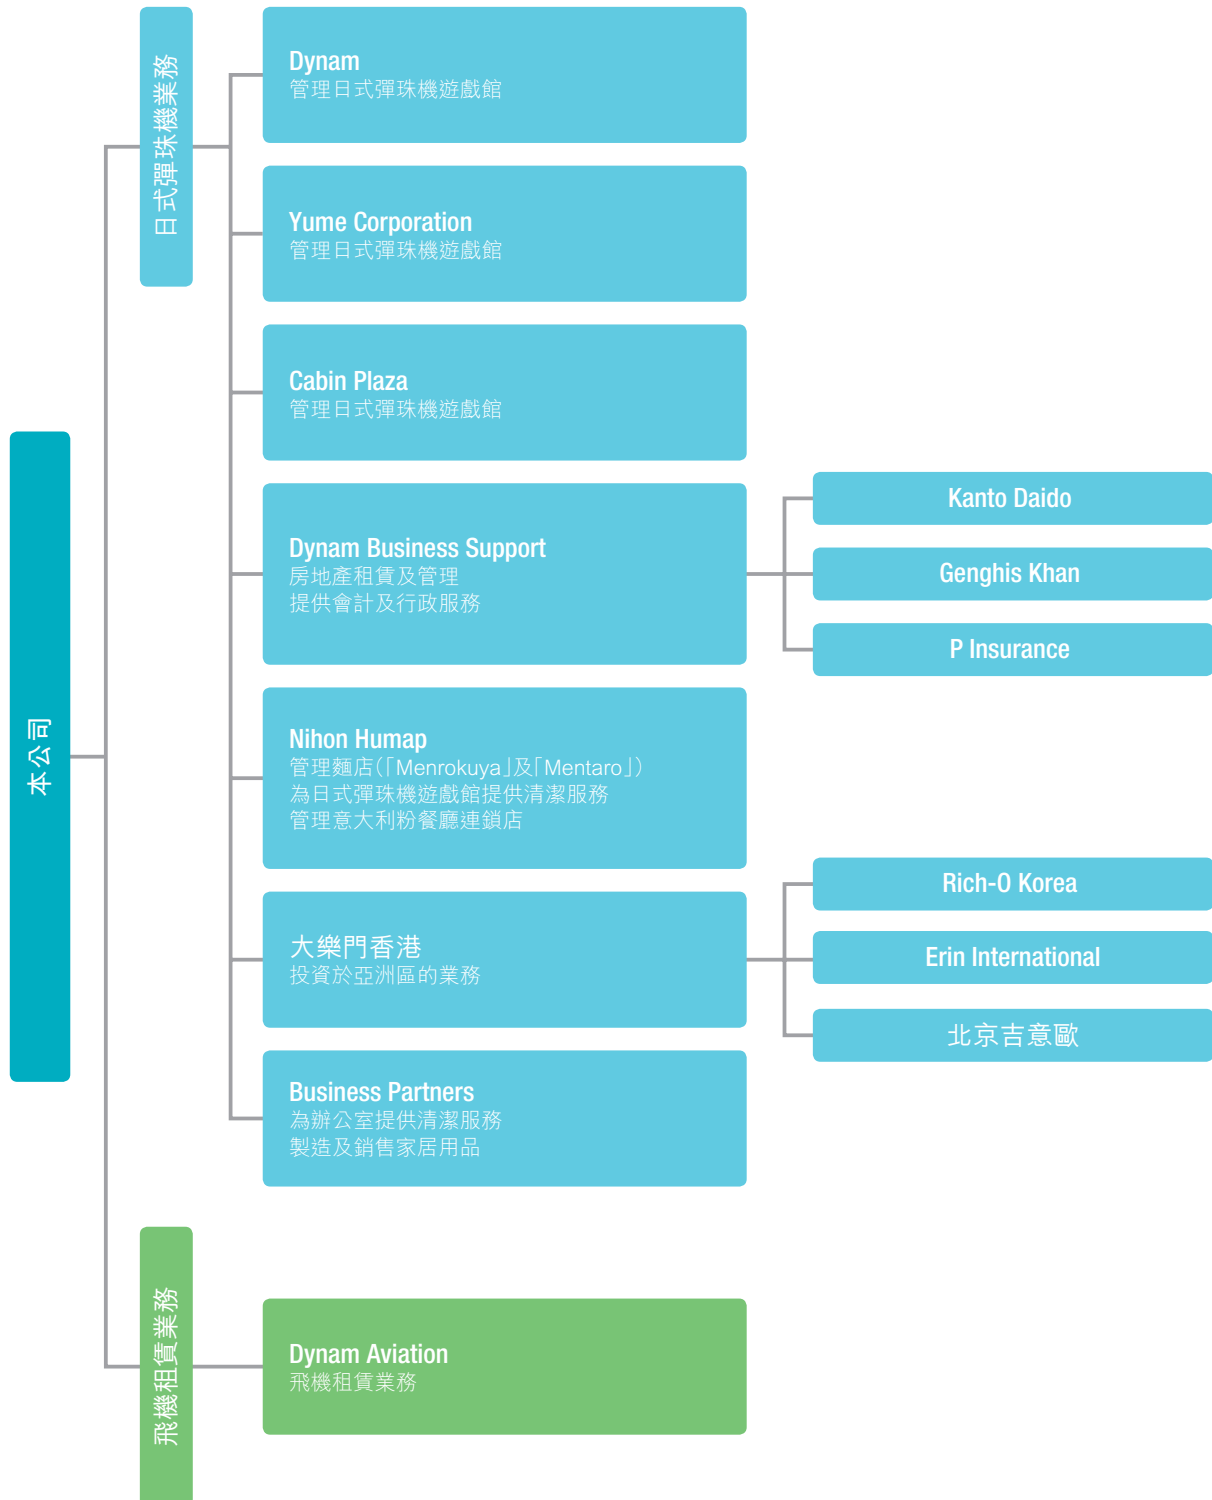 本公司
日式彈珠機業務
Dynam
管理日式彈珠機遊戲館
Yume Corporation
管理日式彈珠機遊戲館
Cabin Plaza
管理日式彈珠機遊戲館
Dynam Business Support
房地產租賃及管理
提供會計及行政服務
Kanto Daido
Genghis Khan
P Insurance
Nihon Humap
管理麵店(「Menrokuya」及「Mentaro」)
為日式彈珠機遊戲館提供清潔服務
管理意大利粉餐廳連鎖店
大樂門香港
投資於亞洲區的業務
Rich-O Korea
Erin International
北京吉意歐
Business Partners
為辦公室提供清潔服務
製造及銷售家居用品
飛機租賃業務
Dynam Aviation
飛機租賃業務